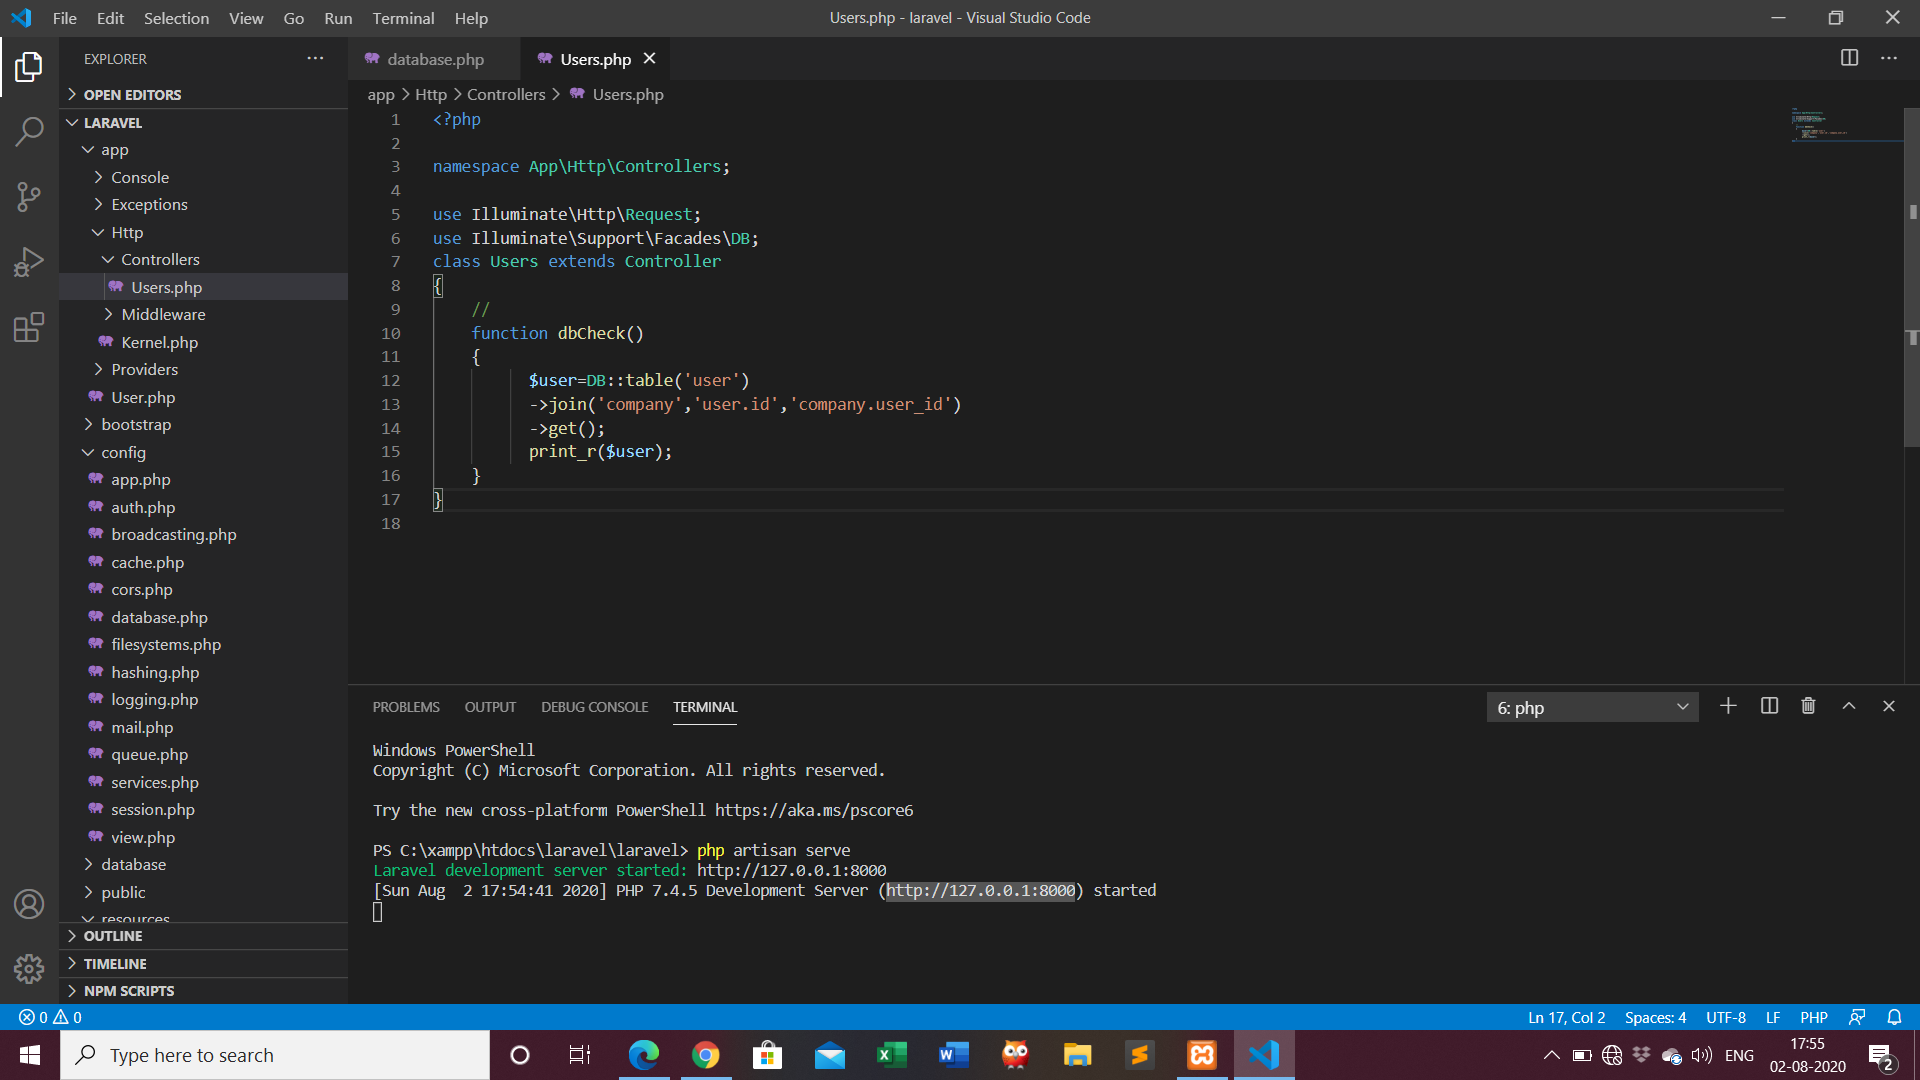 File Edit Selection View Go Run Terminal Help
Users.php - laravel - Visual Studio Code
EXPLORER
OPEN EDITORS
LARAVEL
app
Console
Exceptions
Http
Controllers
Users.php
Middleware
Kernel.php
Providers
User.php
bootstrap
config
app.php
auth.php
broadcasting.php
cache.php
cors.php
database.php
filesystems.php
hashing.php
logging.php
mail.php
queue.php
services.php
session.php
view.php
database
public
resources
OUTLINE
TIMELINE
NPM SCRIPTS
database.php
Users.php
app > Http > Controllers > Users.php
1 <?php
2
3 namespace App\Http\Controllers;
4
5 use Illuminate\Http\Request;
6 use Illuminate\Support\Facades\DB;
7 class Users extends Controller
8 {
9 //
10 function dbCheck()
11 {
12 $user=DB::table('user')
13 ->join('company','user.id','company.user_id')
14 ->get();
15 print_r($user);
16 }
17 }
18
PROBLEMS OUTPUT DEBUG CONSOLE TERMINAL
6: php
Windows PowerShell
Copyright (C) Microsoft Corporation. All rights reserved.
Try the new cross-platform PowerShell https://aka.ms/pscore6
PS C:\xampp\htdocs\laravel\laravel> php artisan serve
Laravel development server started: http://127.0.0.1:8000
[Sun Aug  2 17:54:41 2020] PHP 7.4.5 Development Server (http://127.0.0.1:8000) started
0 0
Ln 17, Col 2 Spaces: 4 UTF-8 LF PHP
Type here to search
ENG
17:55
02-08-2020
2